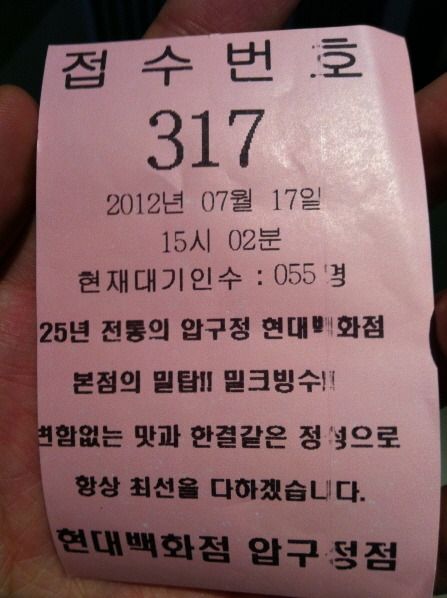 접수번호
317
2012년 07월 17일
15시 02분
현재대기인수 : 055명
25년 전통의 압구정 현대백화점
본점의 밀탑!! 밀크빙수!!
변함없는 맛과 한결같은 정성으로
항상 최선을 다하겠습니다.
현대백화점 압구정점